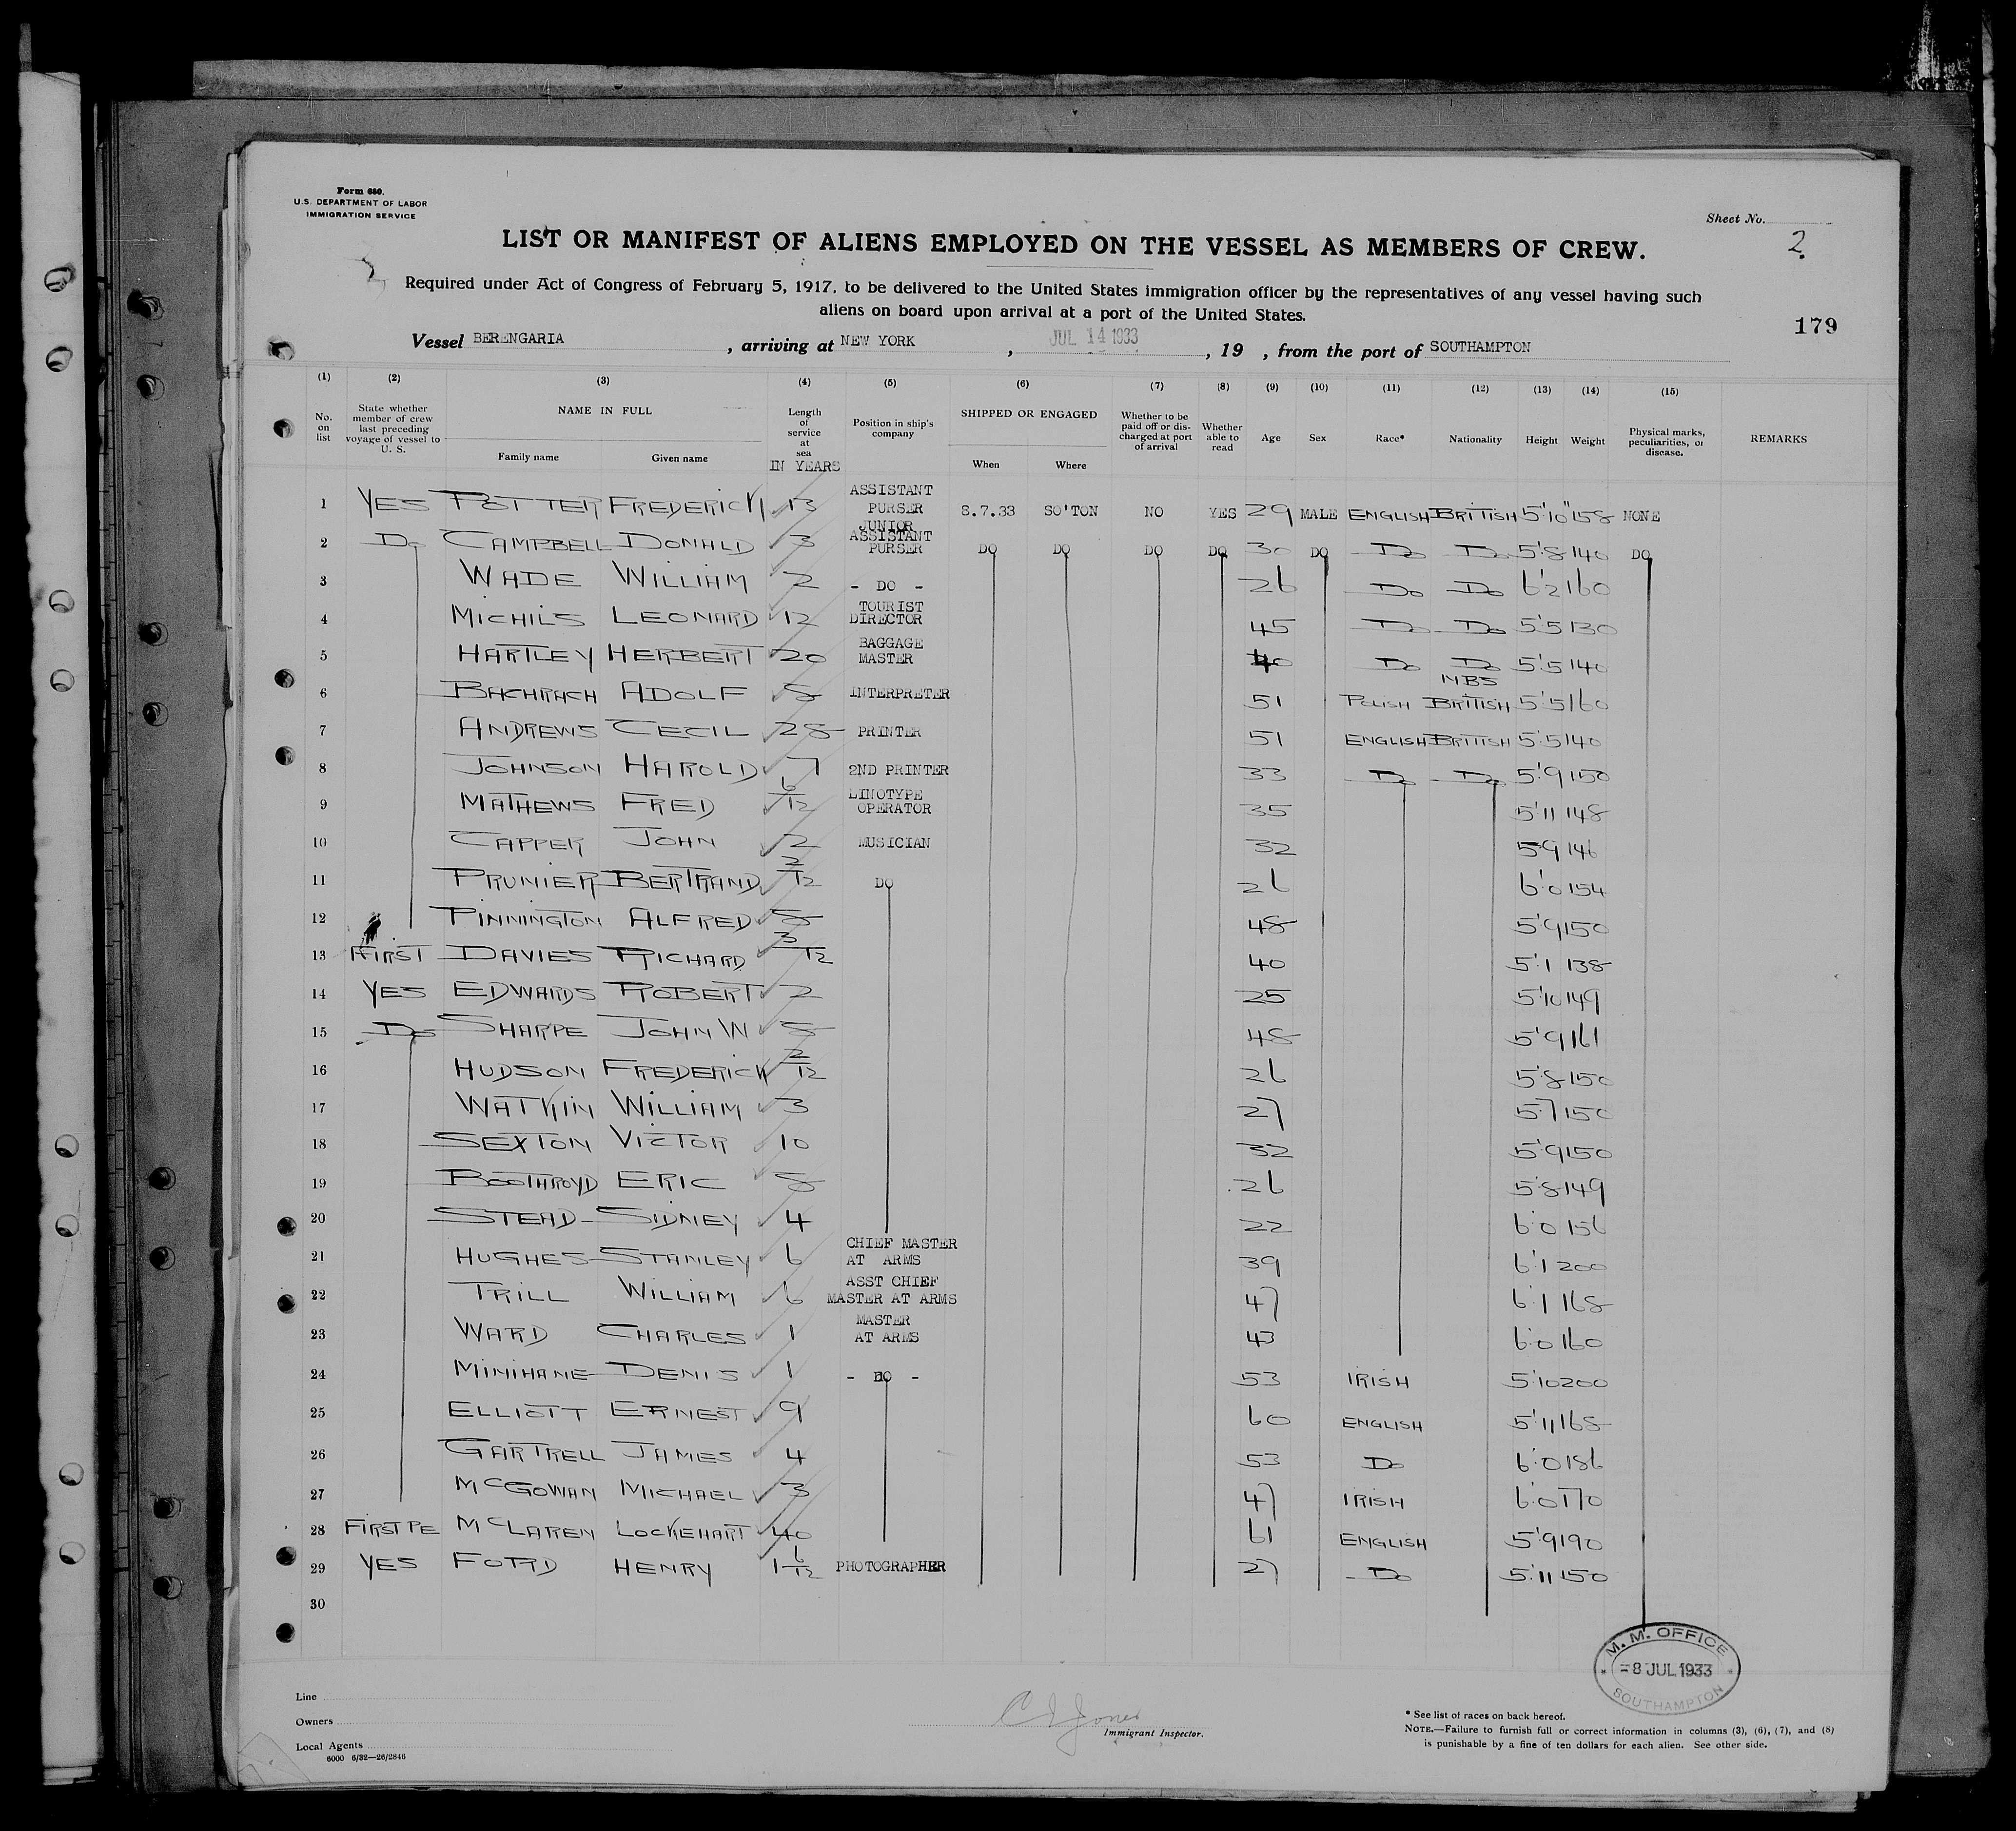 Form 680.
U.S. DEPARTMENT OF LABOR
IMMIGRATION SERVICE
Sheet No.
2
LIST OR MANIFEST OF ALIENS EMPLOYED ON THE VESSEL AS MEMBERS OF CREW.
Required under Act of Congress of February 5, 1917, to be delivered to the United States immigration officer by the representatives of any vessel having such
aliens on board upon arrival at a port of the United States.
179
Vessel BERENGARIA, arriving at NEW YORK, JUL 14 1933, 19 , from the port of SOUTHAMPTON
(1) (2) (3) (4) (5) (6) (7) (8) (9) (10) (11) (12) (13) (14) (15)
No. on list
State whether member of crew last preceding voyage of vessel to U. S.
NAME IN FULL
Family name Given name
Length of service at sea
IN YEARS
Position in ship's company
SHIPPED OR ENGAGED
When Where
Whether to be paid off or discharged at port of arrival
Whether able to read
Age Sex Race* Nationality Height Weight
Physical marks, peculiarities, or disease.
REMARKS
1 YES POTTER FREDERICK 13 ASSISTANT PURSER 8.7.33 SO'TON NO YES 29 MALE ENGLISH BRITISH 5'10" 158 NONE
2 Do CAMPBELL DONALD 3 JUNIOR ASSISTANT PURSER DO DO DO DO 30 DO Do Do 5'8 140 DO
3 WADE WILLIAM 2 - DO - 26 Do Do 6'2 160
4 MICHILS LEONARD 12 TOURIST DIRECTOR 45 Do Do 5'5 130
5 HARTLEY HERBERT 20 BAGGAGE MASTER 40 Do Do 5'5 140
6 BACHRACH ADOLF 8 INTERPRETER 51 POLISH NBS BRITISH 5'5 160
7 ANDREWS CECIL 28 PRINTER 51 ENGLISH BRITISH 5'5 140
8 JOHNSON HAROLD 7 2ND PRINTER 33 Do Do 5'9 150
9 MATHEWS FRED 6/12 LINOTYPE OPERATOR 35 5'11 148
10 CAPPER JOHN 2 MUSICIAN 32 5'9 146
11 PRUNIER BERTRAND 2/12 DO 26 6'0 154
12 PINNINGTON ALFRED 5 48 5'9 150
13 FIRST DAVIES RICHARD 3/12 40 5'1 138
14 YES EDWARDS ROBERT 2 25 5'10 149
15 Do SHARPE JOHN W 8 48 5'9 161
16 HUDSON FREDERICK 2/12 26 5'8 150
17 WATKIN WILLIAM 3 27 5'7 150
18 SEXTON VICTOR 10 32 5'9 150
19 BOOTHROYD ERIC 8 26 5'8 149
20 STEAD SIDNEY 4 22 6'0 156
21 HUGHES STANLEY 6 CHIEF MASTER AT ARMS 39 6'1 200
22 TRILL WILLIAM 6 ASST CHIEF MASTER AT ARMS 47 6'1 168
23 WARD CHARLES 1 MASTER AT ARMS 43 6'0 160
24 MINIHANE DENIS 1 - DO - 53 IRISH 5'10 200
25 ELLIOTT ERNEST 9 60 ENGLISH 5'11 168
26 GARTRELL JAMES 4 53 Do 6'0 186
27 McGOWAN MICHAEL 3 47 IRISH 6'0 170
28 FIRST PE McLAREN LOCKEHART 40 61 ENGLISH 5'9 190
29 YES FORD HENRY 1 6/12 PHOTOGRAPHER 27 Do 5'11 150
30
M. M. OFFICE
-8 JUL 1933
SOUTHAMPTON
Line
Owners
Local Agents
6000 6/32—26/2846
Jones
Immigrant Inspector.
* See list of races on back hereof.
NOTE.—Failure to furnish full or correct information in columns (3), (6), (7), and (8)
is punishable by a fine of ten dollars for each alien. See other side.